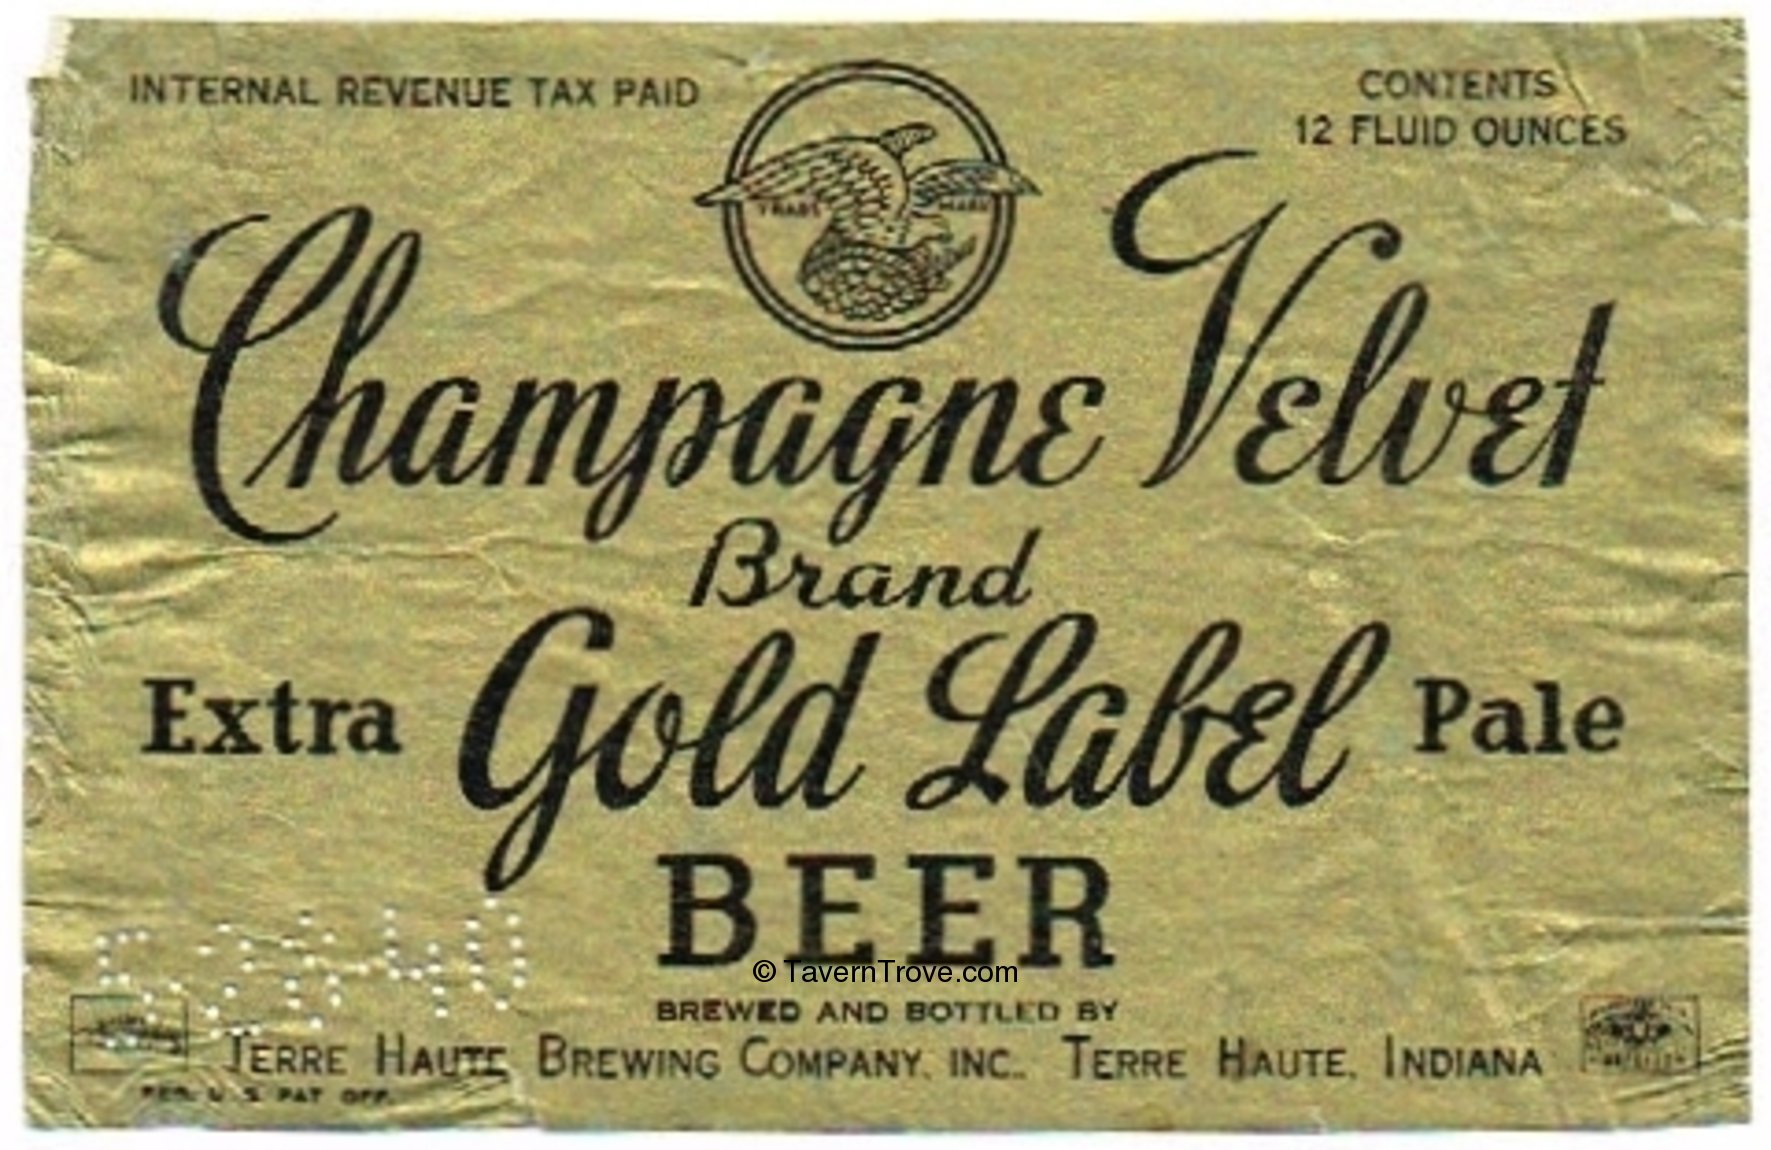 INTERNAL REVENUE TAX PAID
CONTENTS
12 FLUID OUNCES
TRADE MARK
Champagne Velvet
Brand
Extra Gold Label Pale
BEER
© TavernTrove.com
BREWED AND BOTTLED BY
TERRE HAUTE BREWING COMPANY, INC., TERRE HAUTE, INDIANA
REG. U. S. PAT. OFF.